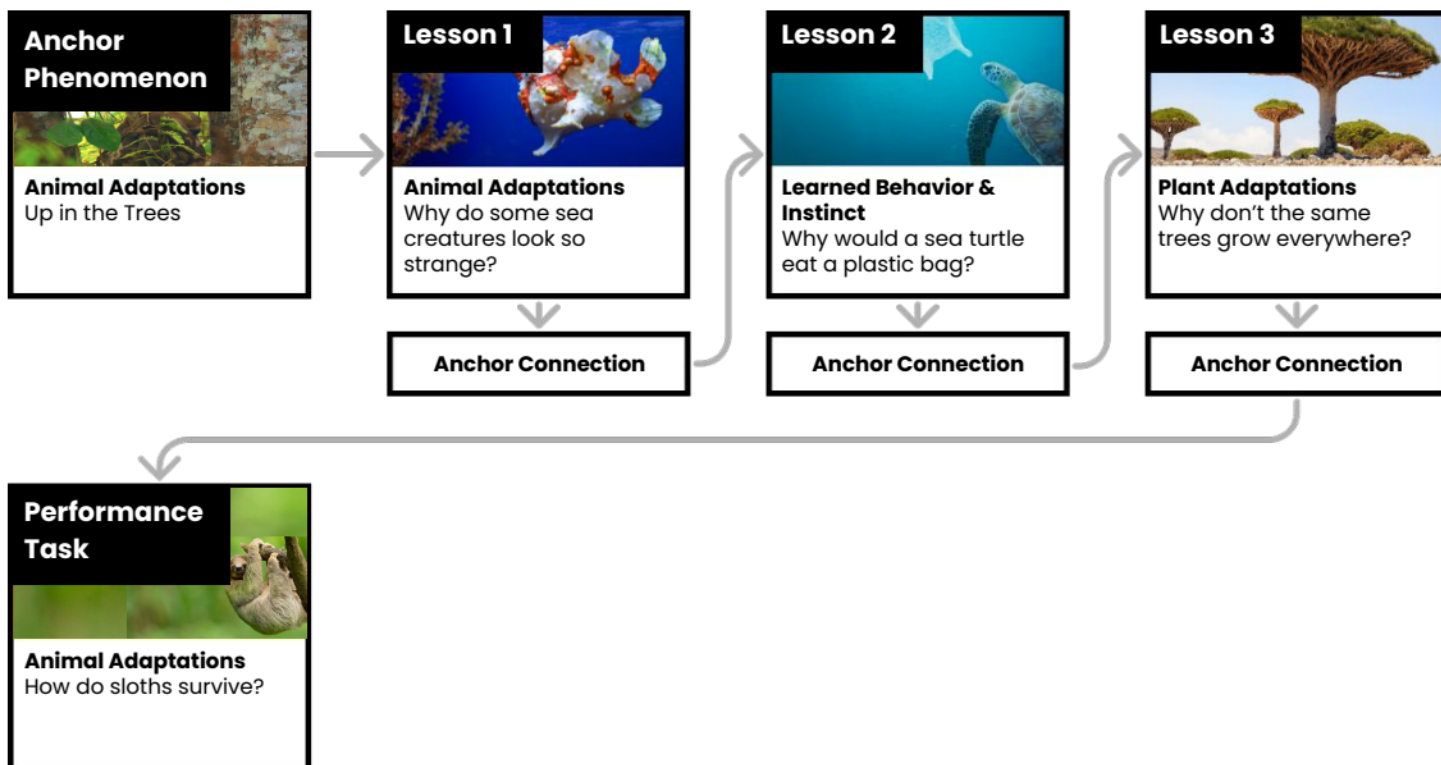 Anchor
Phenomenon
Animal Adaptations
Up in the Trees
Lesson 1
Animal Adaptations
Why do some sea
creatures look so
strange?
Anchor Connection
Lesson 2
Learned Behavior &
Instinct
Why would a sea turtle
eat a plastic bag?
Anchor Connection
Lesson 3
Plant Adaptations
Why don’t the same
trees grow everywhere?
Anchor Connection
Performance
Task
Animal Adaptations
How do sloths survive?